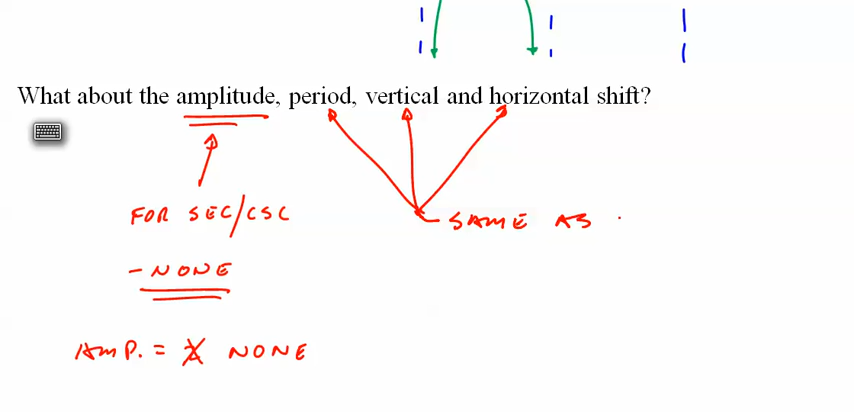 What about the amplitude, period, vertical and horizontal shift?
FOR SEC/CSC
SAME AS
- NONE
AMP. = NONE